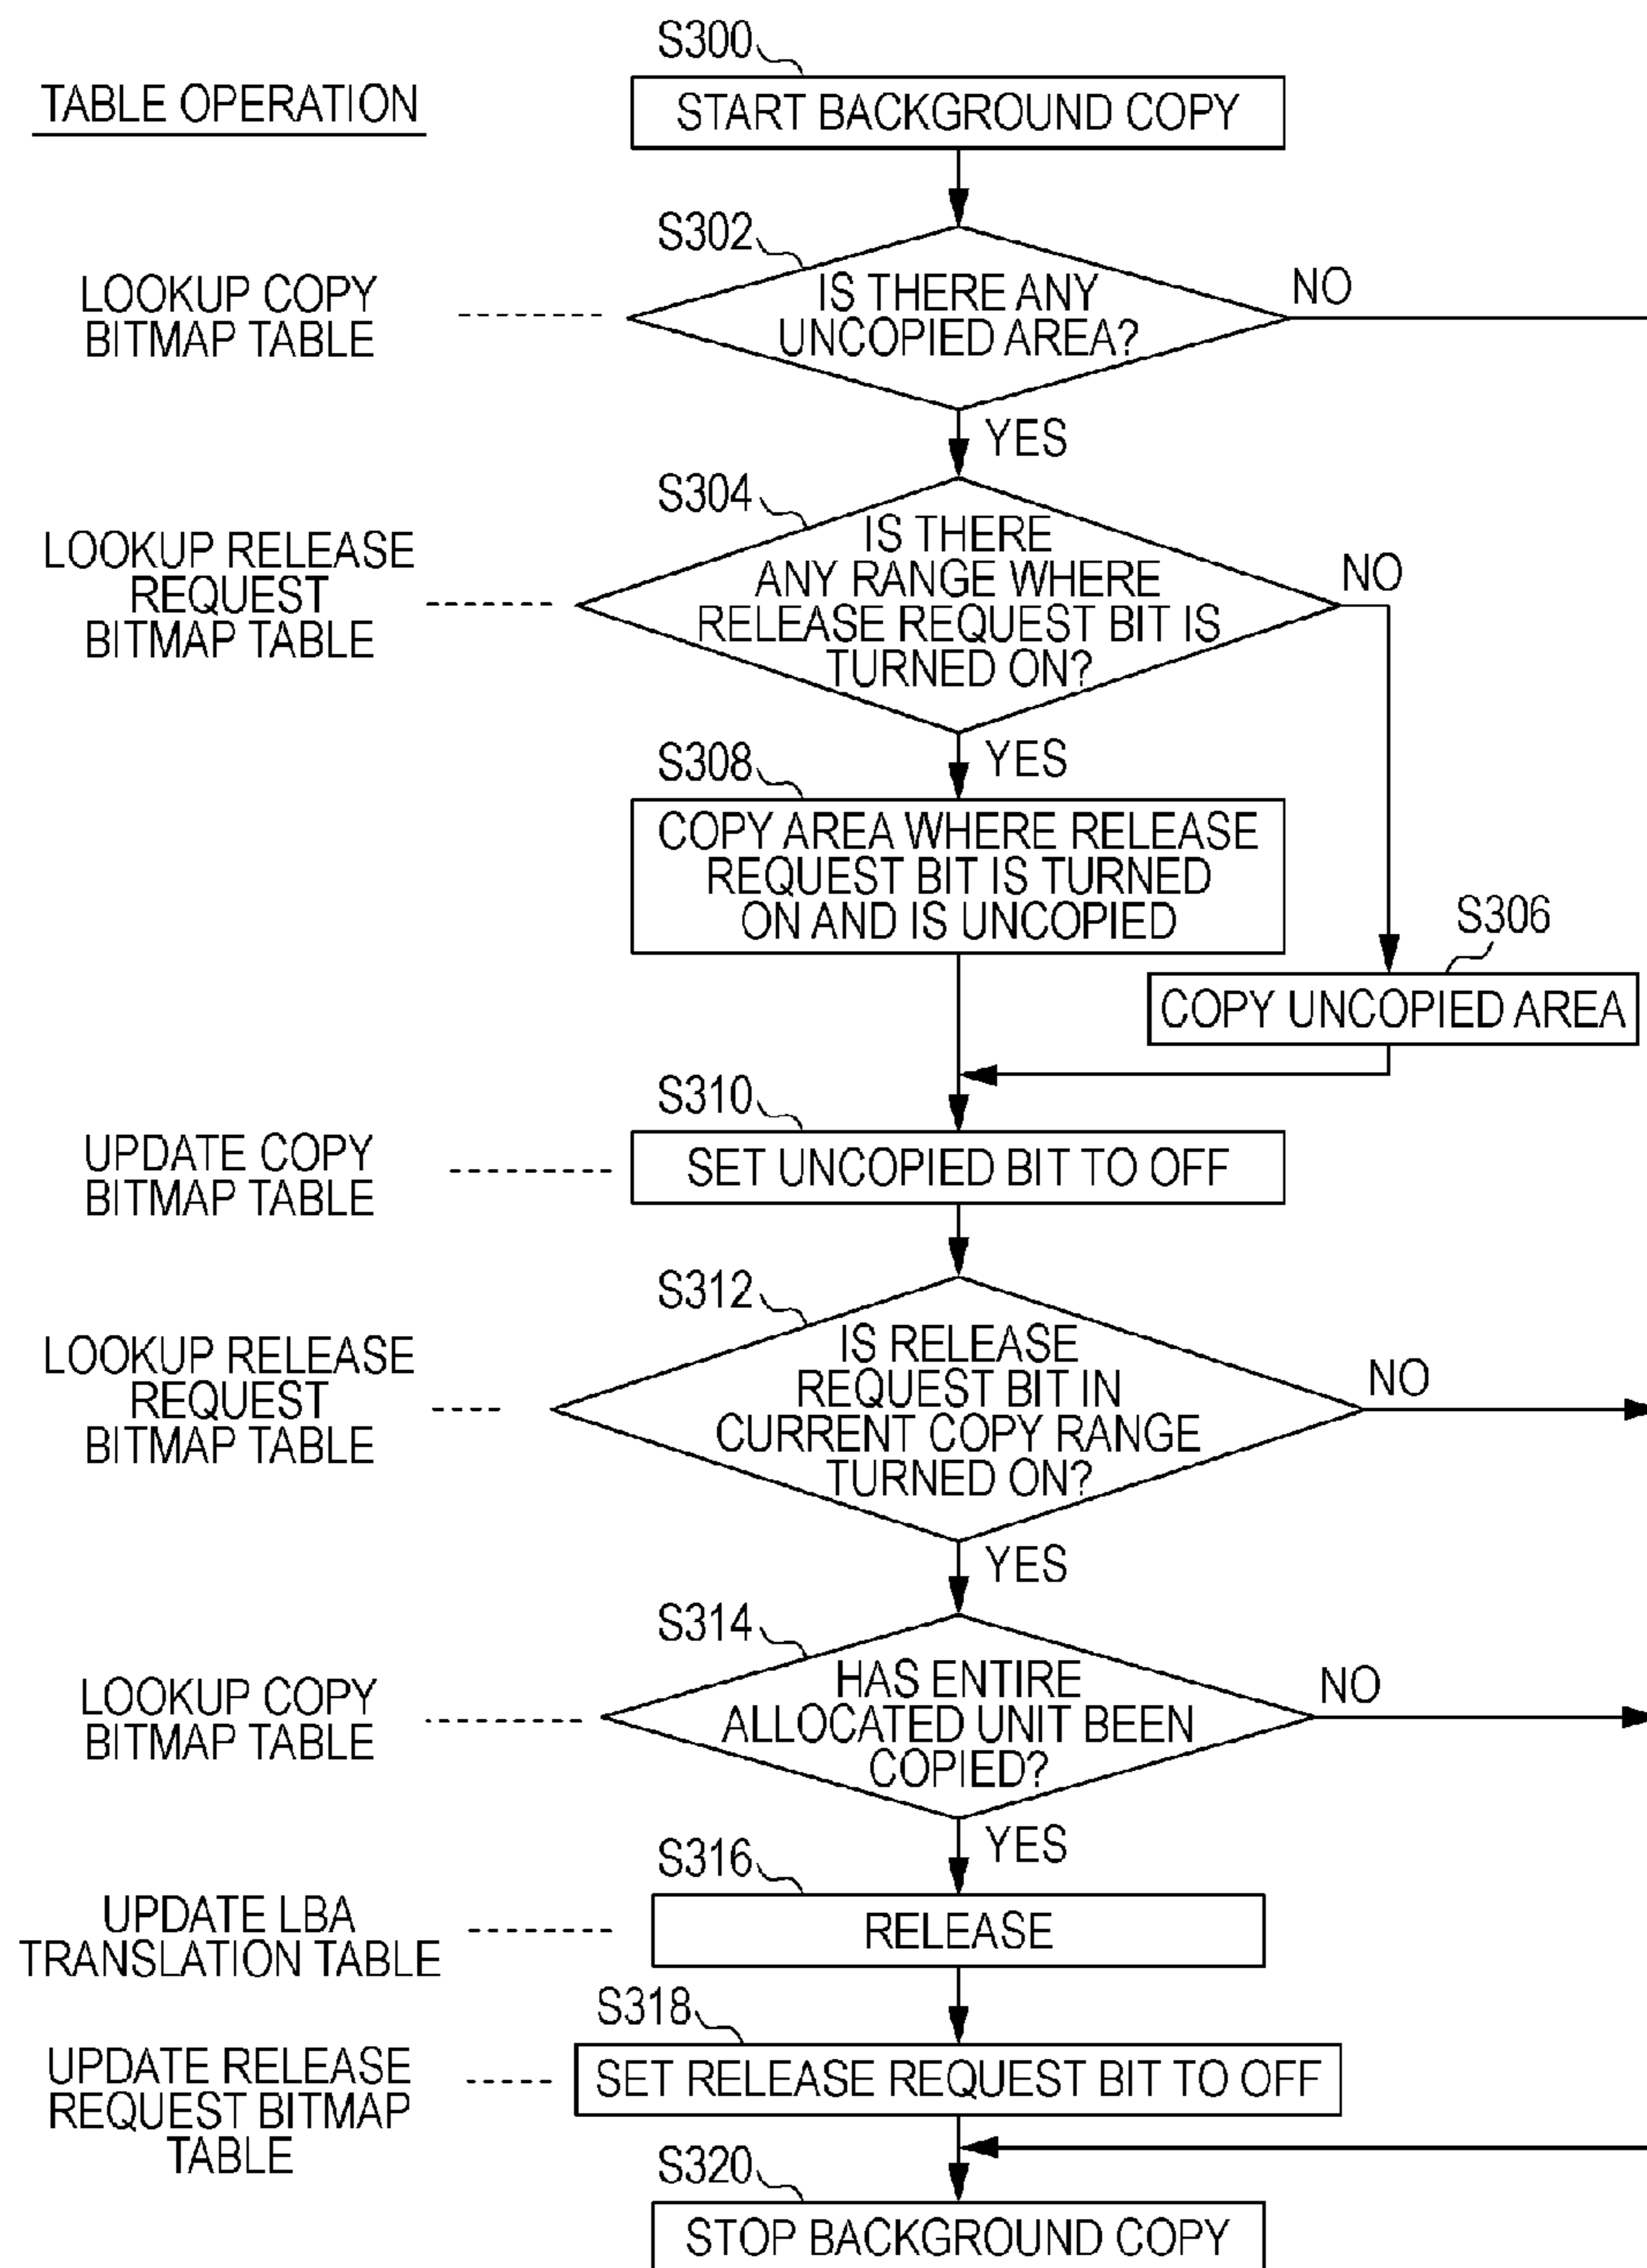 S300
TABLE OPERATION
START BACKGROUND COPY
S302
LOOKUP COPY
BITMAP TABLE
IS THERE ANY
UNCOPIED AREA?
NO
YES
S304
LOOKUP RELEASE
REQUEST
BITMAP TABLE
IS THERE
ANY RANGE WHERE
RELEASE REQUEST BIT IS
TURNED ON?
NO
YES
S308
COPY AREA WHERE RELEASE
REQUEST BIT IS TURNED
ON AND IS UNCOPIED
S306
COPY UNCOPIED AREA
S310
UPDATE COPY
BITMAP TABLE
SET UNCOPIED BIT TO OFF
S312
LOOKUP RELEASE
REQUEST
BITMAP TABLE
IS RELEASE
REQUEST BIT IN
CURRENT COPY RANGE
TURNED ON?
NO
YES
S314
LOOKUP COPY
BITMAP TABLE
HAS ENTIRE
ALLOCATED UNIT BEEN
COPIED?
NO
YES
S316
UPDATE LBA
TRANSLATION TABLE
RELEASE
S318
UPDATE RELEASE
REQUEST BITMAP
TABLE
SET RELEASE REQUEST BIT TO OFF
S320
STOP BACKGROUND COPY